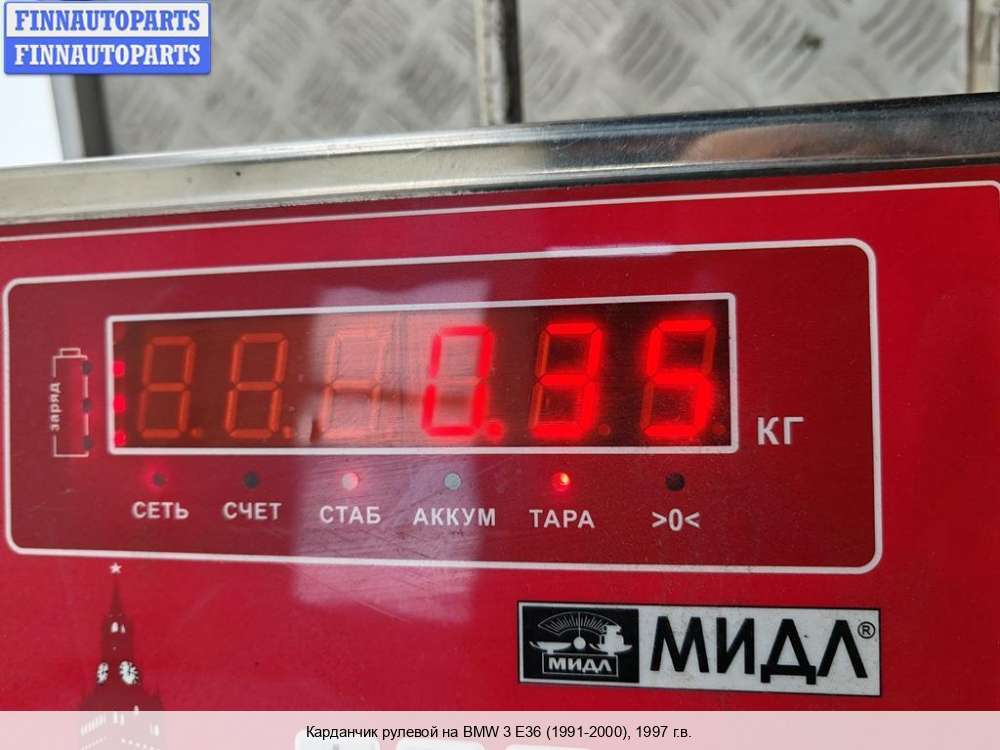 FINNAUTOPARTS
FINNAUTOPARTS
заряд
0.35
КГ
СЕТЬ СЧЕТ СТАБ АККУМ ТАРА >0<
МИДЛ
МИДЛ®
Карданчик рулевой на BMW 3 E36 (1991-2000), 1997 г.в.